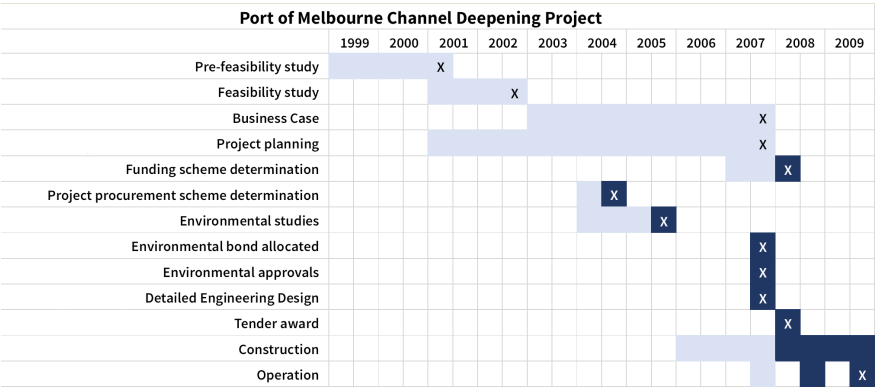 Port of Melbourne Channel Deepening Project
1999 2000 2001 2002 2003 2004 2005 2006 2007 2008 2009
Pre-feasibility study X
Feasibility study X
Business Case X
Project planning X
Funding scheme determination X
Project procurement scheme determination X
Environmental studies X
Environmental bond allocated X
Environmental approvals X
Detailed Engineering Design X
Tender award X
Construction
Operation X